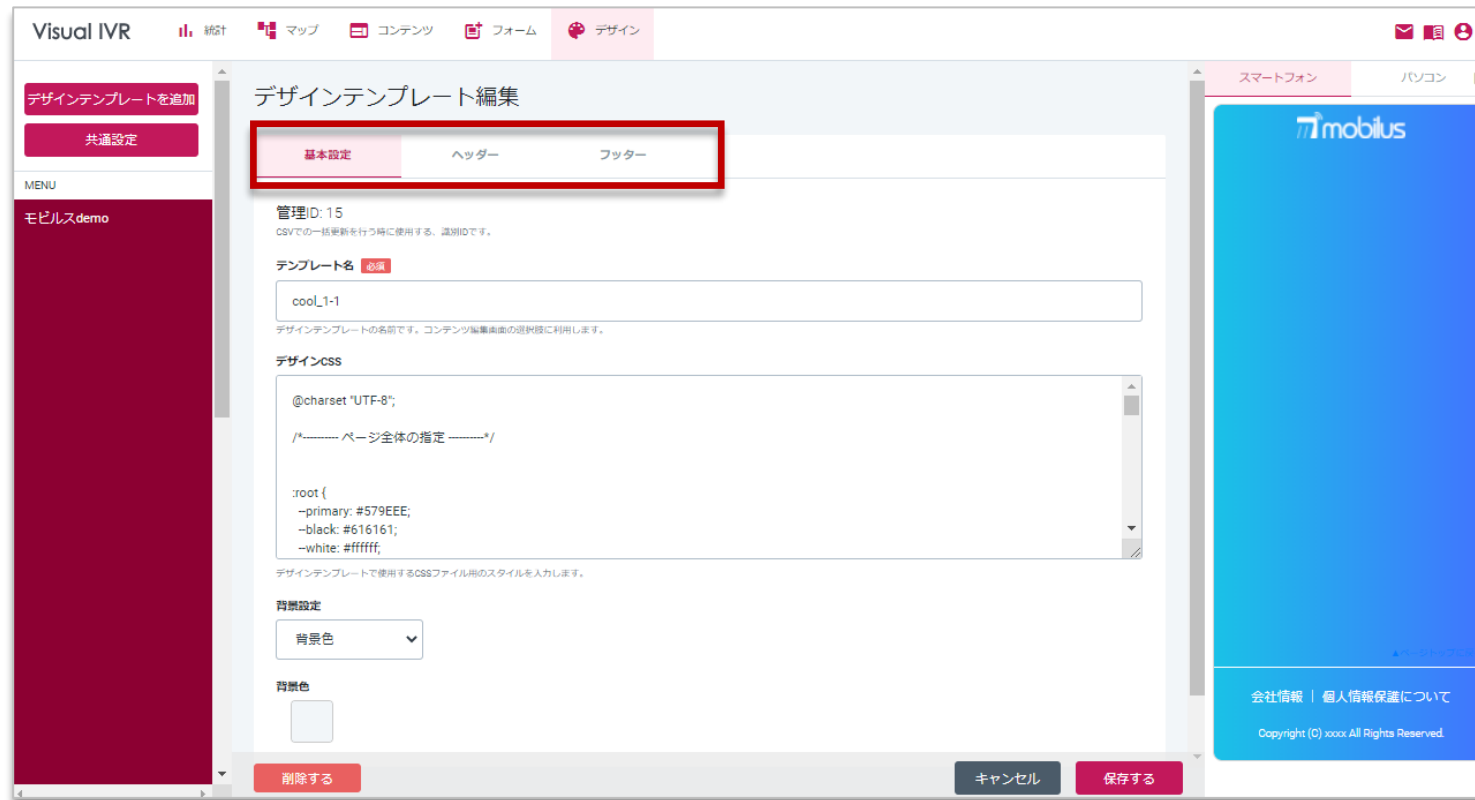 Visual IVR
統計
マップ
コンテンツ
フォーム
デザイン
デザインテンプレートを追加
共通設定
MENU
モビルスdemo
デザインテンプレート編集
基本設定
ヘッダー
フッター
管理ID: 15
CSVでの一括更新を行う時に使用する、識別IDです。
テンプレート名 必須
cool_1-1
デザインテンプレートの名前です。コンテンツ編集画面の選択肢に利用します。
デザインCSS
@charset "UTF-8";
/*---------- ページ全体の指定 ----------*/
:root {
--primary: #579EEE;
--black: #616161;
--white: #ffffff;
デザインテンプレートで使用するCSSファイル用のスタイルを入力します。
背景設定
背景色
背景色
削除する
キャンセル
保存する
スマートフォン
パソコン
mobilus
▲ページトップに
会社情報 | 個人情報保護について
Copyright (C) xxxx All Rights Reserved.